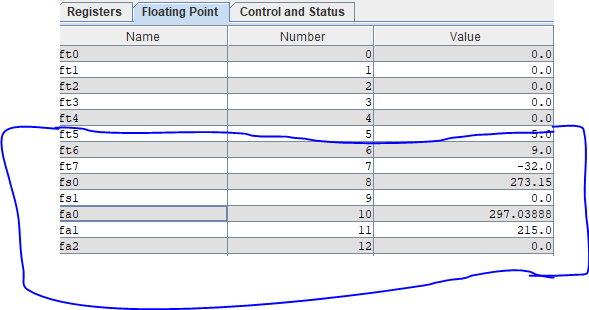 Registers Floating Point Control and Status
Name Number Value
ft0 0 0.0
ft1 1 0.0
ft2 2 0.0
ft3 3 0.0
ft4 4 0.0
ft5 5 5.0
ft6 6 9.0
ft7 7 -32.0
fs0 8 273.15
fs1 9 0.0
fa0 10 297.03888
fa1 11 215.0
fa2 12 0.0